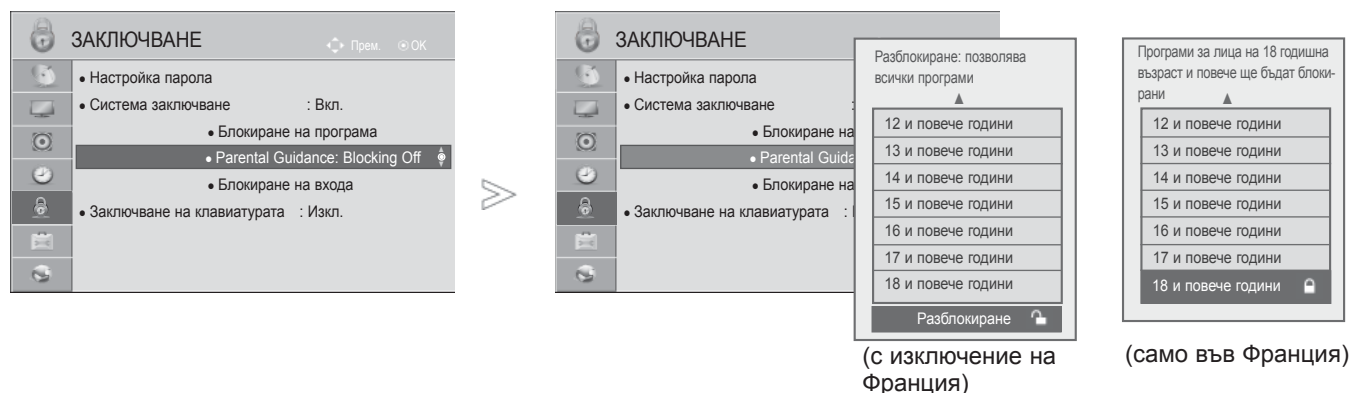 ЗАКЛЮЧВАНЕ
Прем. OK
• Настройка парола
• Система заключване : Вкл.
• Блокиране на програма
• Parental Guidance: Blocking Off
• Блокиране на входа
• Заключване на клавиатурата : Изкл.
ЗАКЛЮЧВАНЕ
• Настройка парола
• Система заключване :
• Блокиране на
• Parental Guida
• Блокиране на
• Заключване на клавиатурата :
Разблокиране: позволява
всички програми
12 и повече години
13 и повече години
14 и повече години
15 и повече години
16 и повече години
17 и повече години
18 и повече години
Разблокиране
(с изключение на
Франция)
Програми за лица на 18 годишна
възраст и повече ще бъдат блоки-
рани
12 и повече години
13 и повече години
14 и повече години
15 и повече години
16 и повече години
17 и повече години
18 и повече години
(само във Франция)